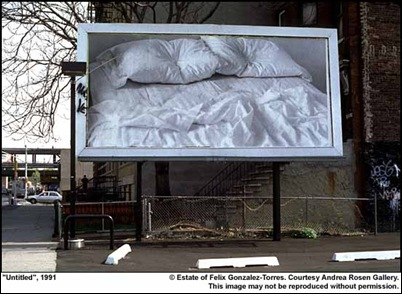 "Untitled", 1991
© Estate of Felix Gonzalez-Torres. Courtesy Andrea Rosen Gallery.
This image may not be reproduced without permission.